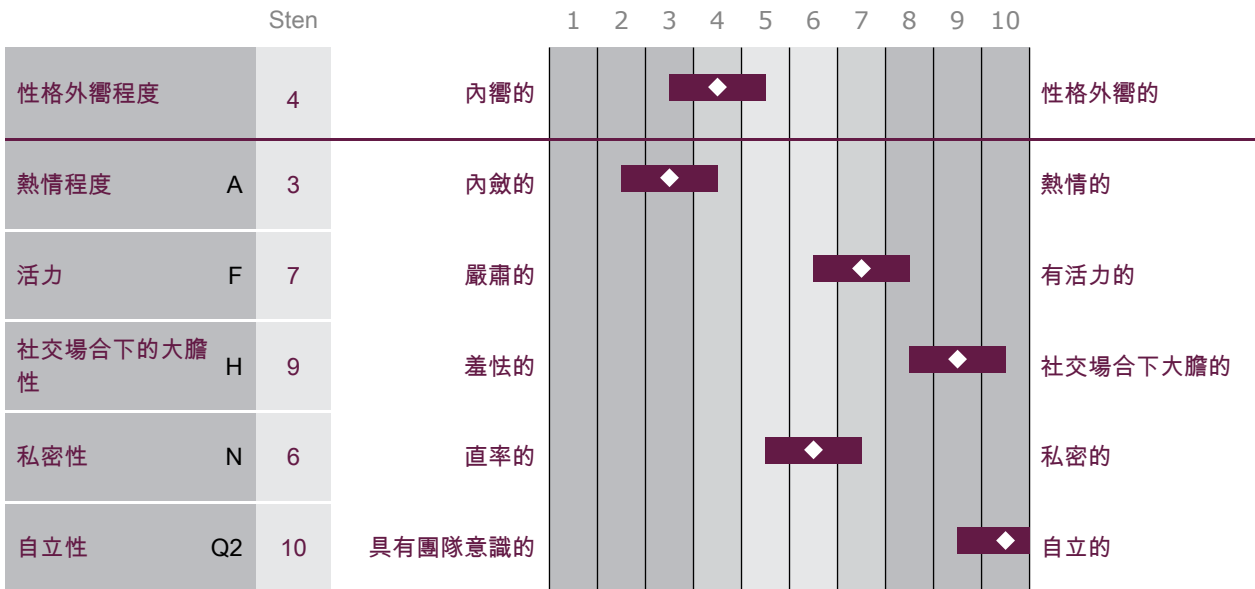 Sten 1 2 3 4 5 6 7 8 9 10
性格外嚮程度 4 內嚮的 性格外嚮的
熱情程度 A 3 內斂的 熱情的
活力 F 7 嚴肅的 有活力的
社交場合下的大膽
性 H 9 羞怯的 社交場合下大膽的
私密性 N 6 直率的 私密的
自立性 Q2 10 具有團隊意識的 自立的